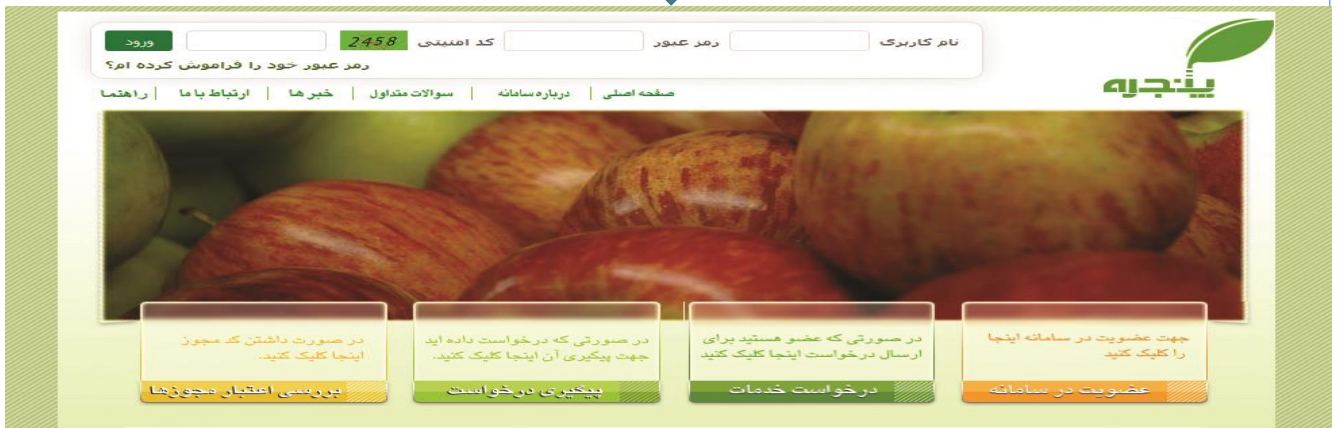 نام کاربری رمز عبور کد امنیتی 2458 ورود
رمز عبور خود را فراموش کرده ام؟
پنجره
صفحه اصلی | درباره سامانه | سوالات متداول | خبر ها | ارتباط با ما | راهنما
جهت عضویت در سامانه اینجا
را کلیک کنید
عضویت در سامانه
در صورتی که عضو هستید برای
ارسال درخواست اینجا کلیک کنید
درخواست خدمات
در صورتی که درخواست داده اید
جهت پیگیری آن اینجا کلیک کنید.
پیگیری درخواست
در صورت داشتن کد مجوز
اینجا کلیک کنید.
بررسی اعتبار مجوزها